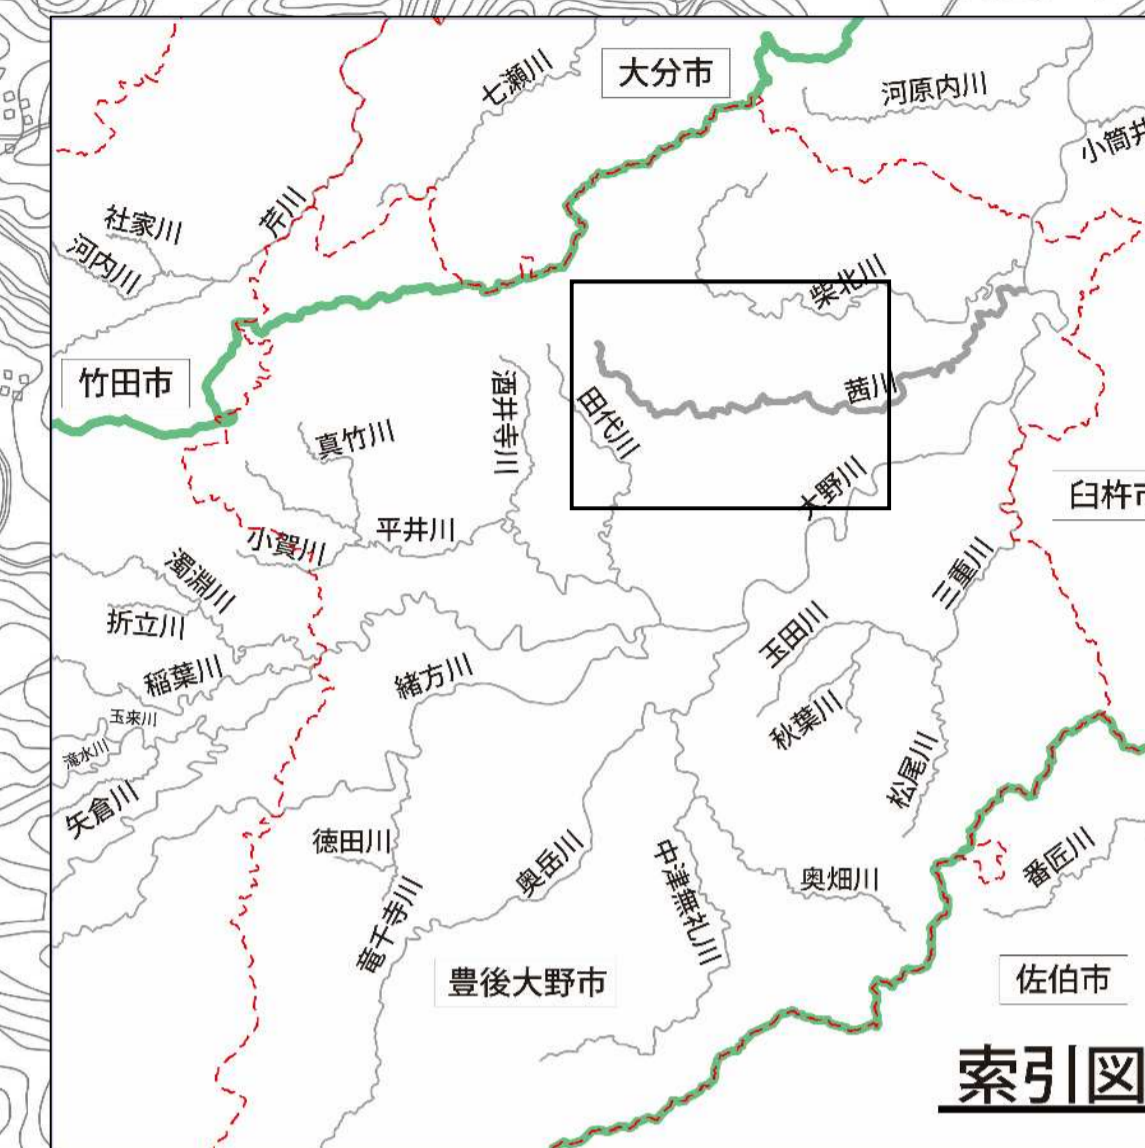 七瀬川
大分市
河原内川
小筒井
社家川
芹川
河内川
柴北川
竹田市
酒井寺川
田代川
茜川
真竹川
大野川
臼杵市
小賀川
平井川
濁淵川
三重川
折立川
玉田川
稲葉川
緒方川
玉来川
秋葉川
滝水川
松尾川
矢倉川
徳田川
奥岳川
中津無礼川
奥畑川
番匠川
竜千寺川
豊後大野市
佐伯市
索引図